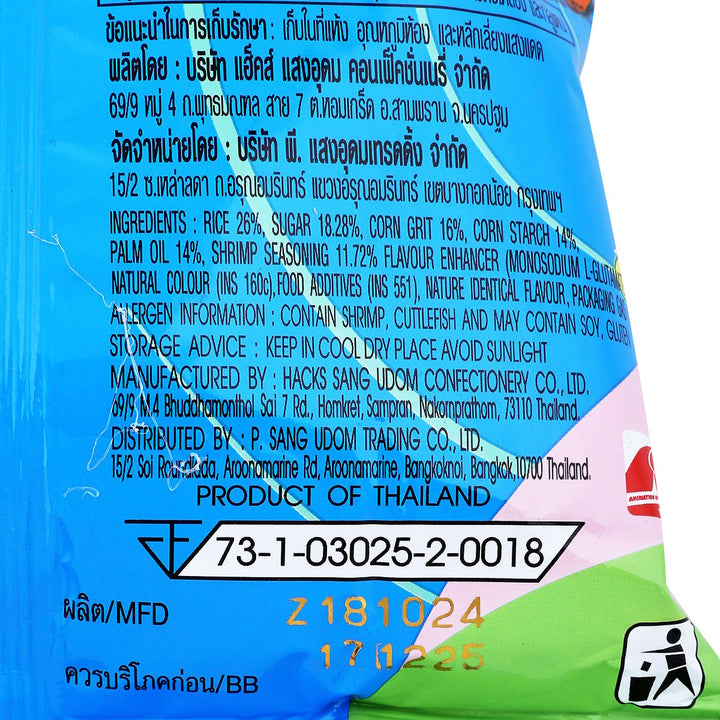 ข้อแนะนำในการเก็บรักษา : เก็บในที่แห้ง อุณหภูมิห้อง และหลีกเลี่ยงแสงแดด
ผลิตโดย : บริษัท แฮ็คส์ แสงอุดม คอนเฟ็คชั่นเนรี่ จำกัด
69/9 หมู่ 4 ถ.พุทธมณฑล สาย 7 ต.หอมเกร็ด อ.สามพราน จ.นครปฐม
จัดจำหน่ายโดย : บริษัท พี. แสงอุดมเทรดดิ้ง จำกัด
15/2 ซ.เหล่าลดา ถ.อรุณอมรินทร์ แขวงอรุณอมรินทร์ เขตบางกอกน้อย กรุงเทพฯ
INGREDIENTS : RICE 26%, SUGAR 18.28%, CORN GRIT 16%, CORN STARCH 14%,
PALM OIL 14%, SHRIMP SEASONING 11.72% FLAVOUR ENHANCER (MONOSODIUM
NATURAL COLOUR (INS 160c),FOOD ADDITIVES (INS 551), NATURE IDENTICAL FLAVOUR, PACKAGING
ALLERGEN INFORMATION : CONTAIN SHRIMP, CUTTLEFISH AND MAY CONTAIN SOY, GLUTEN
STORAGE ADVICE : KEEP IN COOL DRY PLACE AVOID SUNLIGHT
MANUFACTURED BY : HACKS SANG UDOM CONFECTIONERY CO., LTD.
69/9 M.4 Bhuddhamonthol Sai 7 Rd., Homkret, Sampran, Nakornprathom, 73110 Thailand.
DISTRIBUTED BY : P. SANG UDOM TRADING CO., LTD.
15/2 Soi Aroonamarine Rd, Aroonamarine, Bangkoknoi, Bangkok,10700 Thailand.
PRODUCT OF THAILAND
73-1-03025-2-0018
ผลิต/MFD Z 181024
171225
ควรบริโภคก่อน/BB